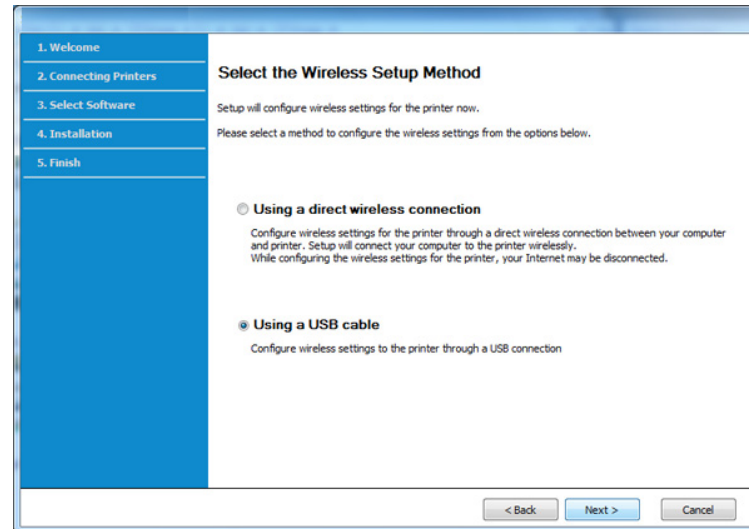 1. Welcome
2. Connecting Printers
3. Select Software
4. Installation
5. Finish
Select the Wireless Setup Method
Setup will configure wireless settings for the printer now.
Please select a method to configure the wireless settings from the options below.
Using a direct wireless connection
Configure wireless settings for the printer through a direct wireless connection between your computer
and printer. Setup will connect your computer to the printer wirelessly.
While configuring the wireless settings for the printer, your Internet may be disconnected.
Using a USB cable
Configure wireless settings to the printer through a USB connection
< Back
Next >
Cancel